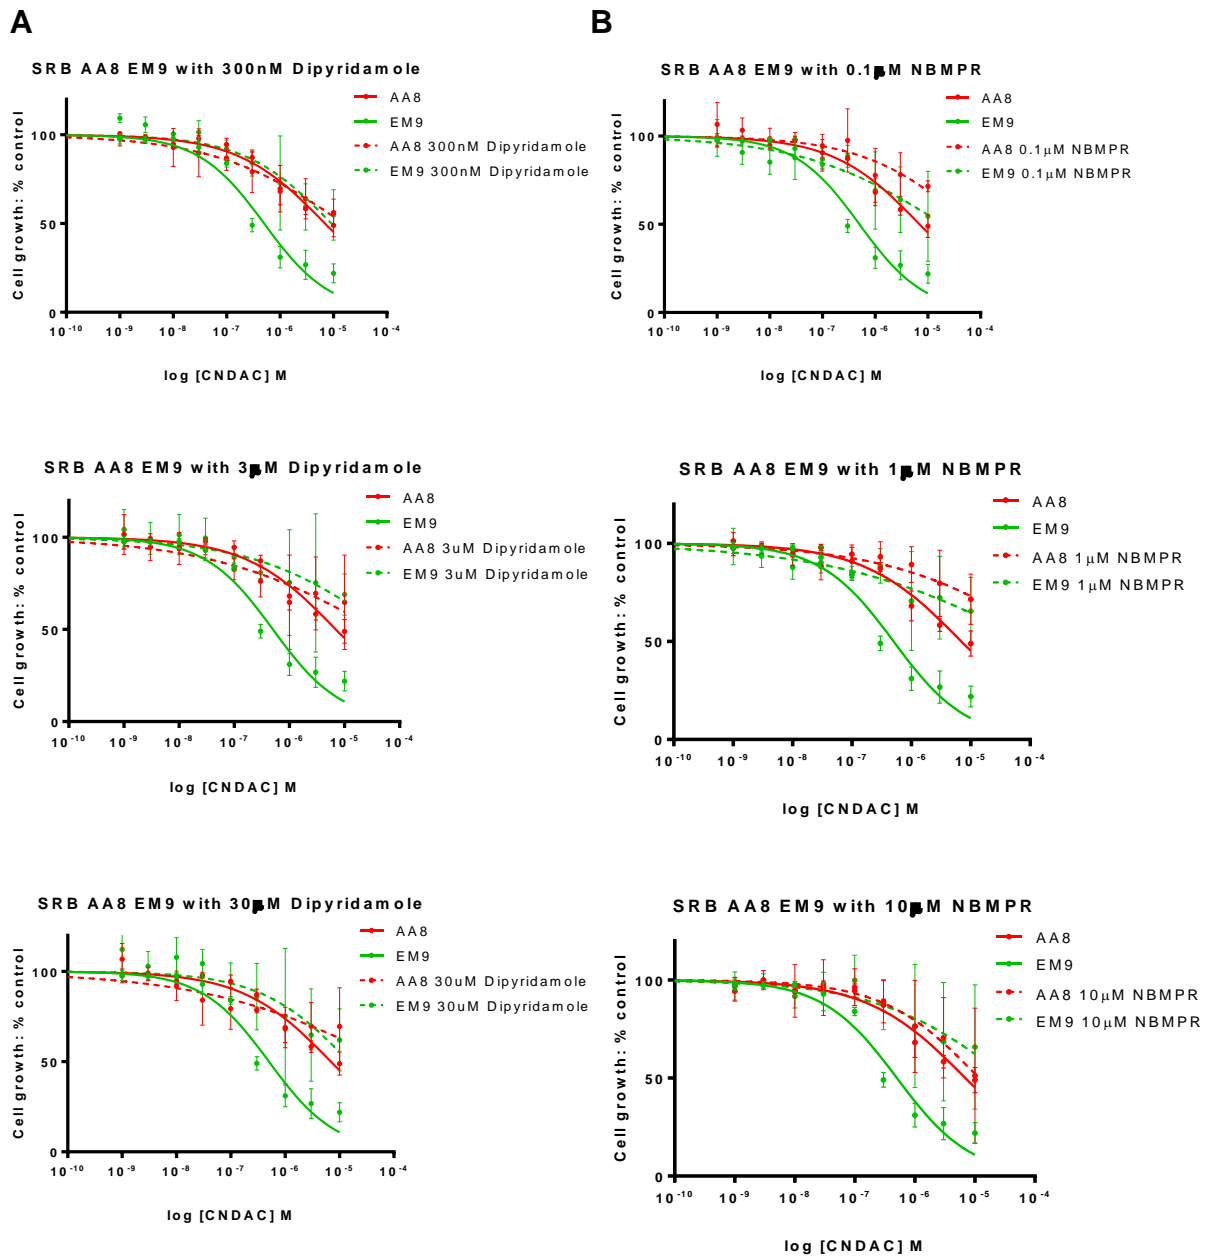 A
B
SRB AA8 EM9 with 300nM Dipyridamole
AA8
EM9
AA8 300nM Dipyridamole
EM9 300nM Dipyridamole
Cell growth: % control
100
50
0
10⁻¹⁰ 10⁻⁹ 10⁻⁸ 10⁻⁷ 10⁻⁶ 10⁻⁵ 10⁻⁴
log [CNDAC] M
SRB AA8 EM9 with 0.1μM NBMPR
AA8
EM9
AA8 0.1μM NBMPR
EM9 0.1μM NBMPR
Cell growth: % control
100
50
0
10⁻¹⁰ 10⁻⁹ 10⁻⁸ 10⁻⁷ 10⁻⁶ 10⁻⁵ 10⁻⁴
log [CNDAC] M
SRB AA8 EM9 with 3μM Dipyridamole
AA8
EM9
AA8 3uM Dipyridamole
EM9 3uM Dipyridamole
Cell growth: % control
100
50
0
10⁻¹⁰ 10⁻⁹ 10⁻⁸ 10⁻⁷ 10⁻⁶ 10⁻⁵ 10⁻⁴
log [CNDAC] M
SRB AA8 EM9 with 1μM NBMPR
AA8
EM9
AA8 1μM NBMPR
EM9 1μM NBMPR
Cell growth: % control
100
50
0
10⁻¹⁰ 10⁻⁹ 10⁻⁸ 10⁻⁷ 10⁻⁶ 10⁻⁵ 10⁻⁴
log [CNDAC] M
SRB AA8 EM9 with 30μM Dipyridamole
AA8
EM9
AA8 30uM Dipyridamole
EM9 30uM Dipyridamole
Cell growth: % control
100
50
0
10⁻¹⁰ 10⁻⁹ 10⁻⁸ 10⁻⁷ 10⁻⁶ 10⁻⁵ 10⁻⁴
log [CNDAC] M
SRB AA8 EM9 with 10μM NBMPR
AA8
EM9
AA8 10μM NBMPR
EM9 10μM NBMPR
Cell growth: % control
100
50
0
10⁻¹⁰ 10⁻⁹ 10⁻⁸ 10⁻⁷ 10⁻⁶ 10⁻⁵ 10⁻⁴
log [CNDAC] M